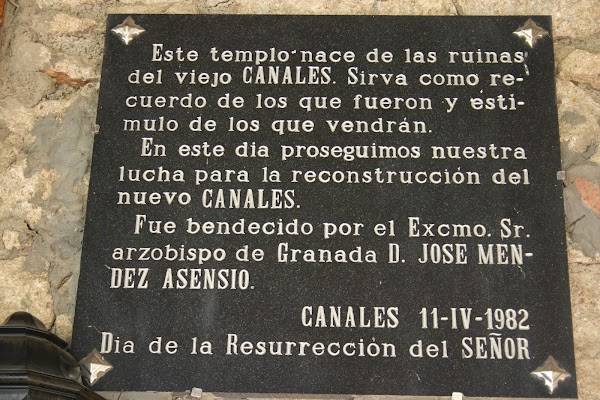 Este templo nace de las ruinas
del viejo CANALES. Sirva como re-
cuerdo de los que fueron y estí-
mulo de los que vendrán.
En este dia proseguimos nuestra
lucha para la reconstrucción del
nuevo CANALES.
Fue bendecido por el Excmo. Sr.
arzobispo de Granada D. JOSE MEN-
DEZ ASENSIO.
CANALES 11-IV-1982
Dia de la Resurrección del SEÑOR